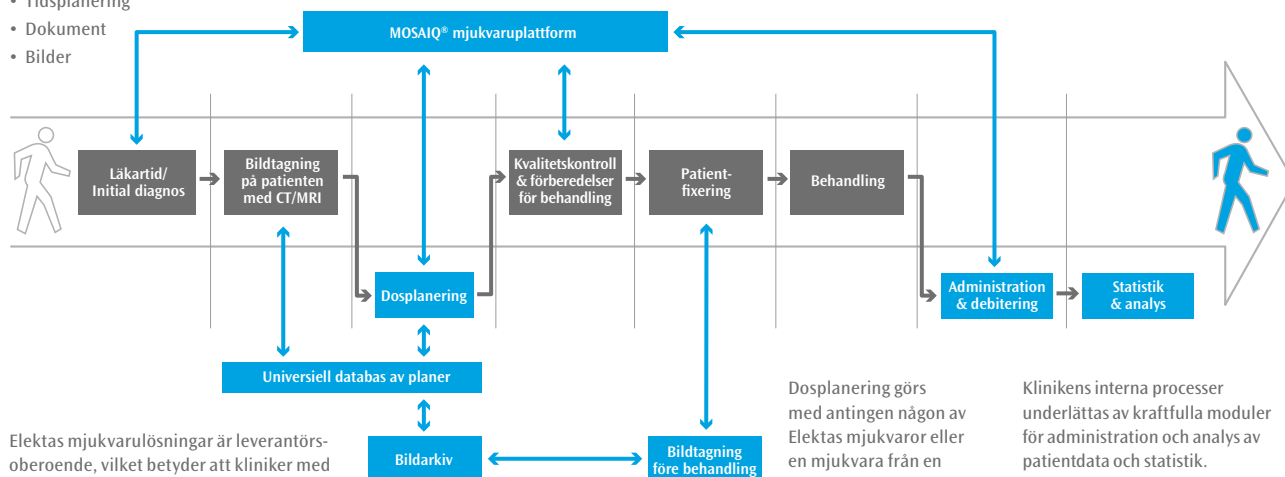 • Tidsplanering
• Dokument
• Bilder
MOSAIQ® mjukvaruplattform
Läkartid/
Initial diagnos
Bildtagning
på patienten
med CT/MRI
Kvalitetskontroll
& förberedelser
för behandling
Patient-
fixering
Behandling
Dosplanering
Administration
& debitering
Statistik
& analys
Universiell databas av planer
Bildarkiv
Bildtagning
före behandling
Elektas mjukvarulösningar är leverantörs-
oberoende, vilket betyder att kliniker med
Dosplanering görs
med antingen någon av
Elektas mjukvaror eller
en mjukvara från en
Klinikens interna processer
underlättas av kraftfulla moduler
för administration och analys av
patientdata och statistik.